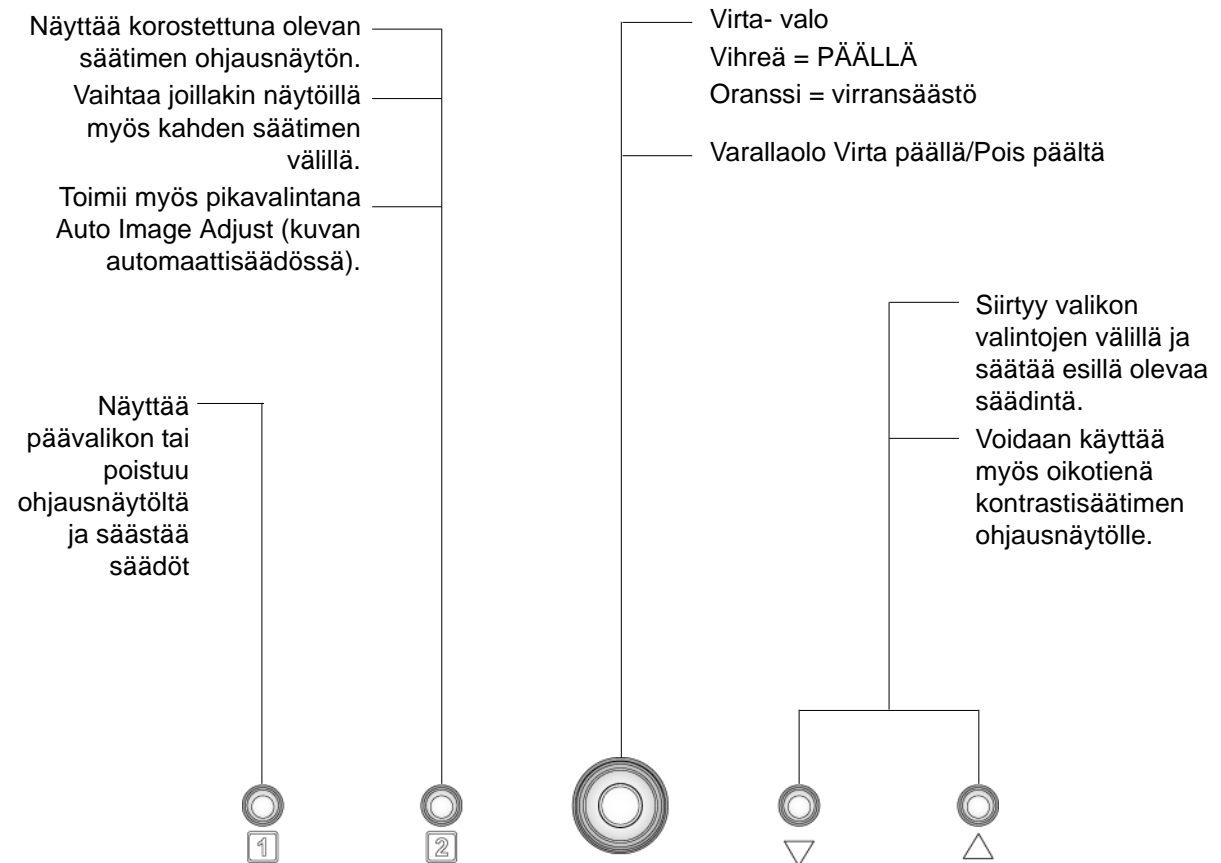 Näyttää korostettuna olevan
säätimen ohjausnäytön.
Vaihtaa joillakin näytöillä
myös kahden säätimen
välillä.
Toimii myös pikavalintana
Auto Image Adjust (kuvan
automaattisäädössä).
Virta- valo
Vihreä = PÄÄLLÄ
Oranssi = virransäästö
Varallaolo Virta päällä/Pois päältä
Näyttää
päävalikon tai
poistuu
ohjausnäytöltä
ja säästää
säädöt
Siirtyy valikon
valintojen välillä ja
säätää esillä olevaa
säädintä.
Voidaan käyttää
myös oikotienä
kontrastisäätimen
ohjausnäytölle.
1
2